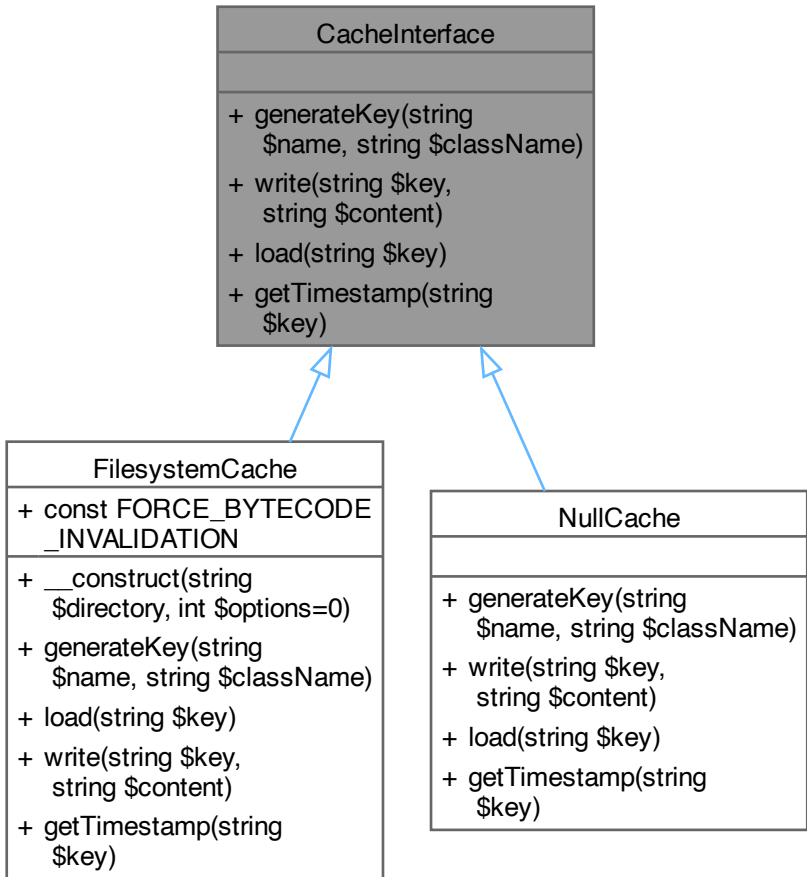 CacheInterface
+ generateKey(string
$name, string $className)
+ write(string $key,
string $content)
+ load(string $key)
+ getTimestamp(string
$key)
FilesystemCache
+ const FORCE_BYTECODE
_INVALIDATION
+ __construct(string
$directory, int $options=0)
+ generateKey(string
$name, string $className)
+ load(string $key)
+ write(string $key,
string $content)
+ getTimestamp(string
$key)
NullCache
+ generateKey(string
$name, string $className)
+ write(string $key,
string $content)
+ load(string $key)
+ getTimestamp(string
$key)